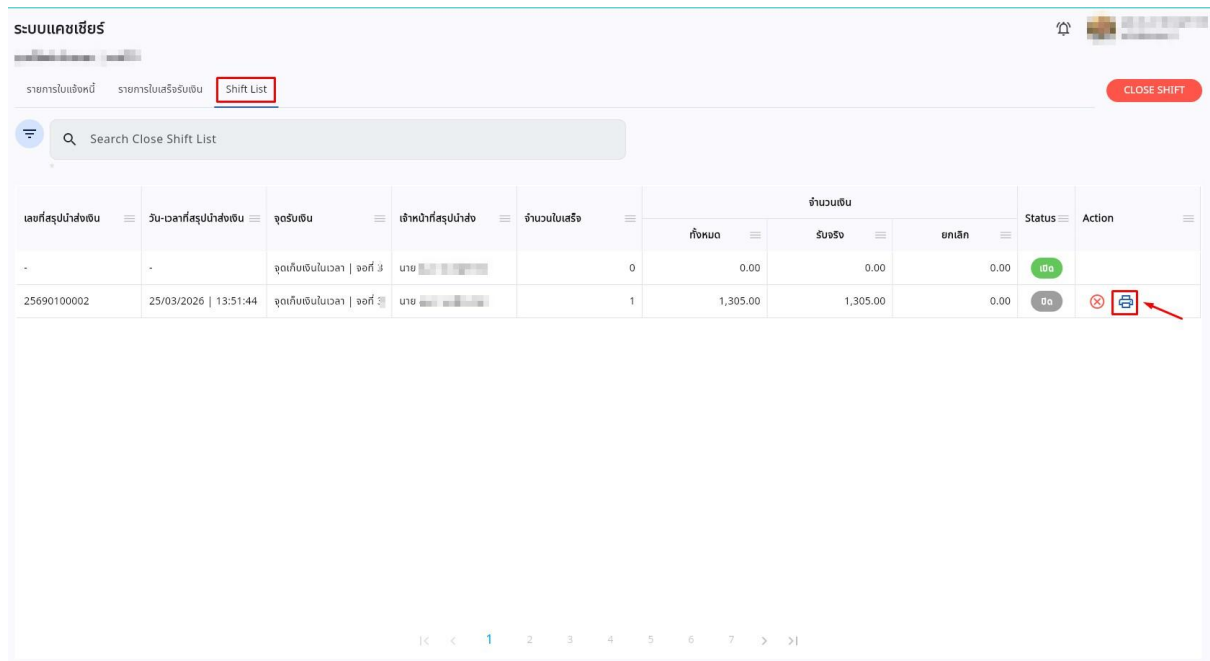 ระบบแคชเชียร์
รายการใบแจ้งหนี้ รายการใบเสร็จรับเงิน Shift List CLOSE SHIFT
Search Close Shift List
จำนวนเงิน
เลขที่สรุปนำส่งเงิน วัน-เวลาที่สรุปนำส่งเงิน จุดรับเงิน เจ้าหน้าที่สรุปนำส่ง จำนวนใบเสร็จ Status Action
ทั้งหมด รับจริง ยกเลิก
- - จุดเก็บเงินในเวลา | จอที่ 3 นาย 0 0.00 0.00 0.00 เปิด
25690100002 25/03/2026 | 13:51:44 จุดเก็บเงินในเวลา | จอที่ 3 นาย 1 1,305.00 1,305.00 0.00 ปิด
1 2 3 4 5 6 7